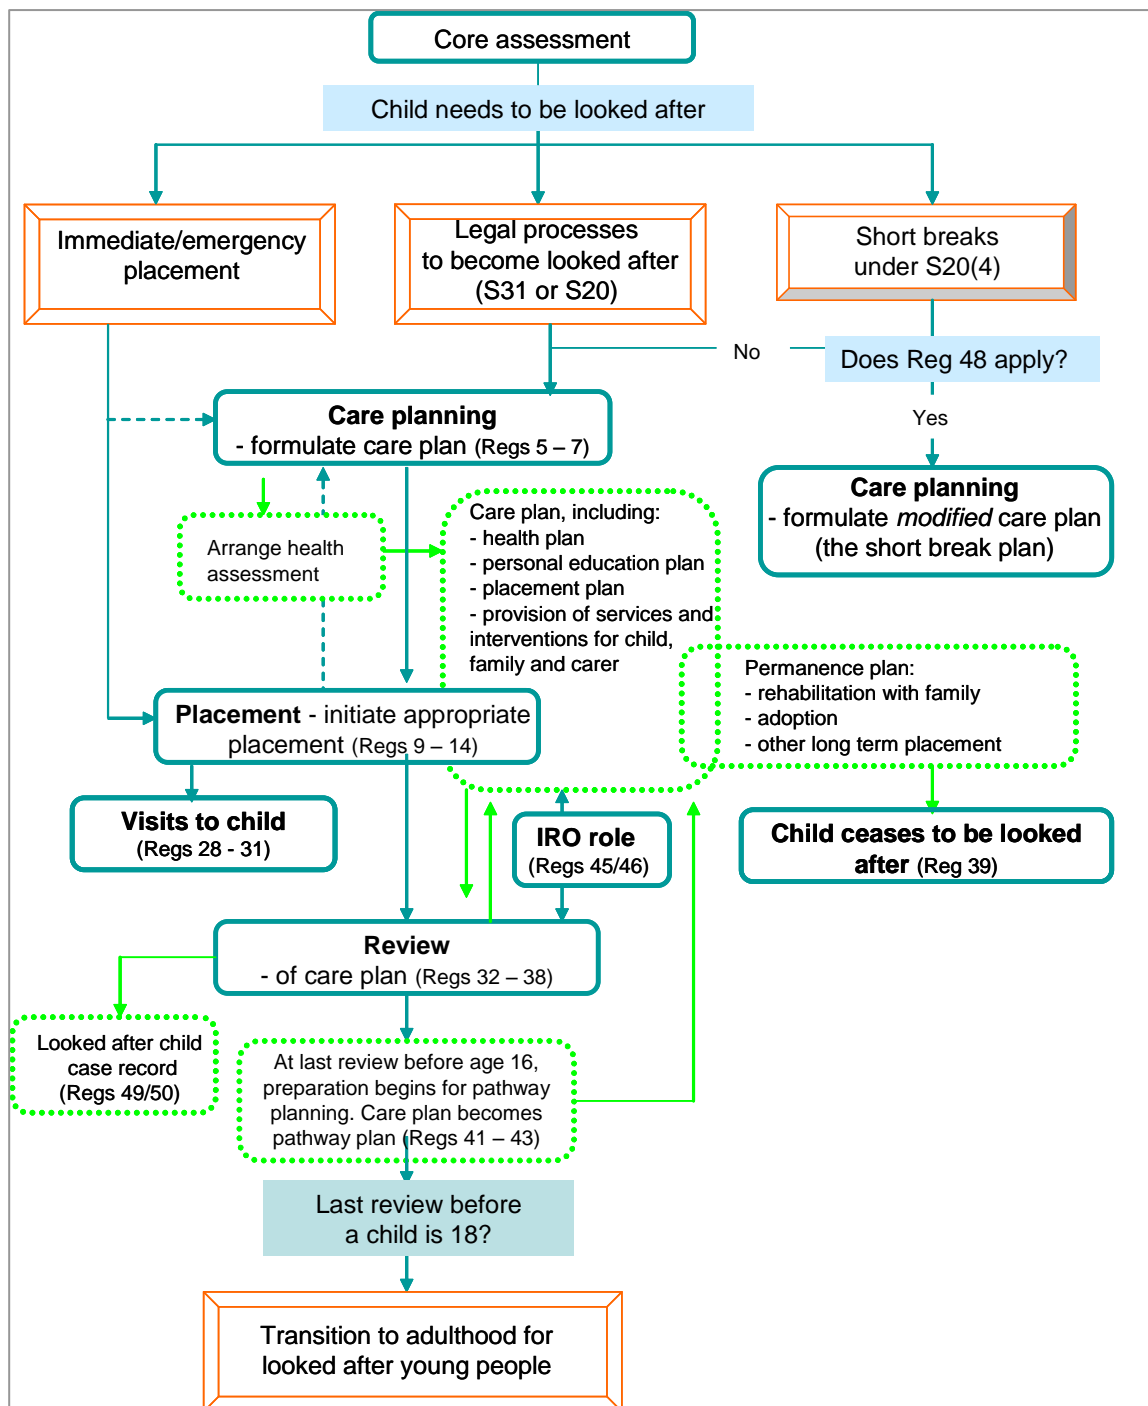 Core assessment
Child needs to be looked after
Immediate/emergency
placement
Legal processes
to become looked after
(S31 or S20)
Short breaks
under S20(4)
No
Does Reg 48 apply?
Yes
Care planning
- formulate care plan (Regs 5 – 7)
Care planning
- formulate modified care plan
(the short break plan)
Arrange health
assessment
Care plan, including:
- health plan
- personal education plan
- placement plan
- provision of services and
interventions for child,
family and carer
Permanence plan:
- rehabilitation with family
- adoption
- other long term placement
Placement - initiate appropriate
placement (Regs 9 – 14)
Visits to child
(Regs 28 - 31)
IRO role
(Regs 45/46)
Child ceases to be looked
after (Reg 39)
Review
- of care plan (Regs 32 – 38)
Looked after child
case record
(Regs 49/50)
At last review before age 16,
preparation begins for pathway
planning. Care plan becomes
pathway plan (Regs 41 – 43)
Last review before
a child is 18?
Transition to adulthood for
looked after young people